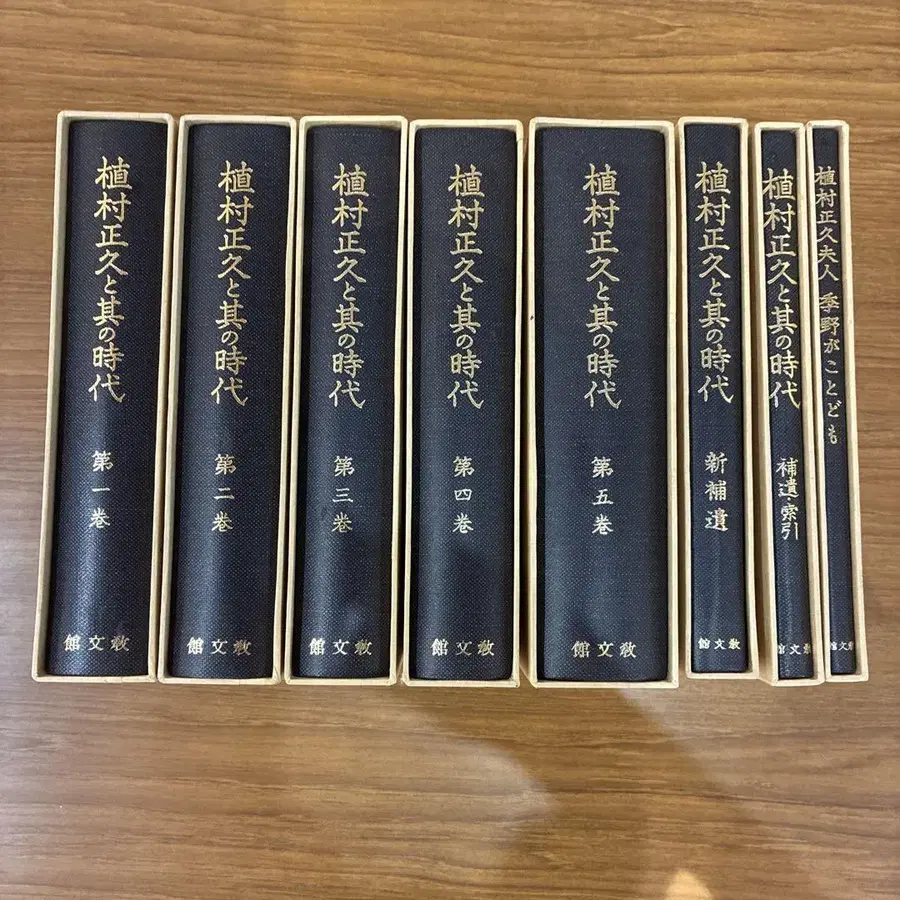 植村正久と其の時代
第一巻
館文教
植村正久と其の時代
第二巻
館文教
植村正久と其の時代
第三巻
館文教
植村正久と其の時代
第四巻
館文教
植村正久と其の時代
第五巻
館文教
植村正久と其の時代
新補遺
館文教
植村正久と其の時代
補遺・索引
館文教
植村正久夫人 季野がことども
館文教